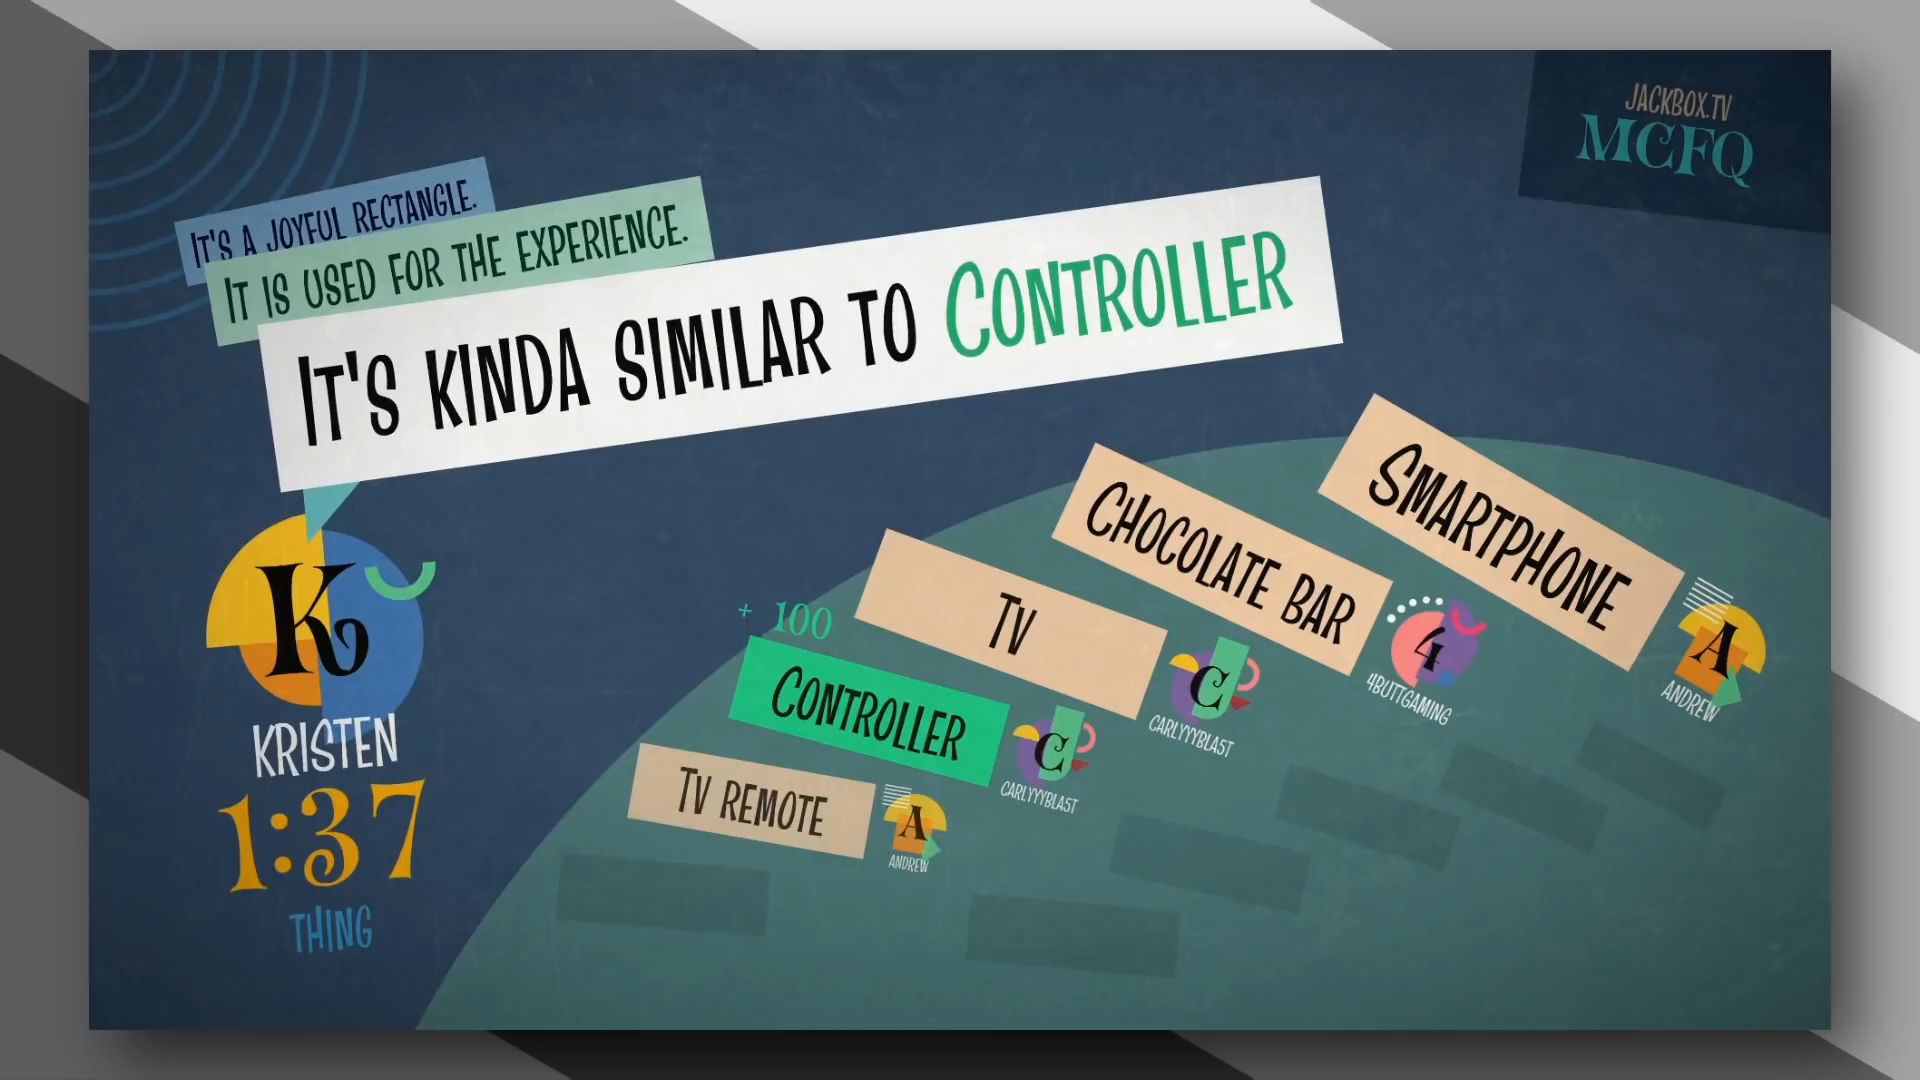 JACKBOX.TV
MCFQ
IT'S A JOYFUL RECTANGLE.
IT IS USED FOR THE EXPERIENCE.
IT'S KINDA SIMILAR TO CONTROLLER
SMARTPHONE
ANDREW
CHOCOLATE BAR
4BUTTGAMING
TV
CARLYYYBLAST
+ 100
CONTROLLER
CARLYYYBLAST
TV REMOTE
ANDREW
K
KRISTEN
1:37
THING
A
4
C
C
A